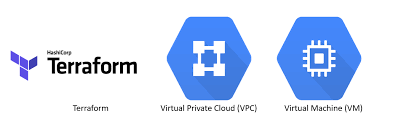 HashiCorp
Terraform
Terraform
Virtual Private Cloud (VPC)
Virtual Machine (VM)